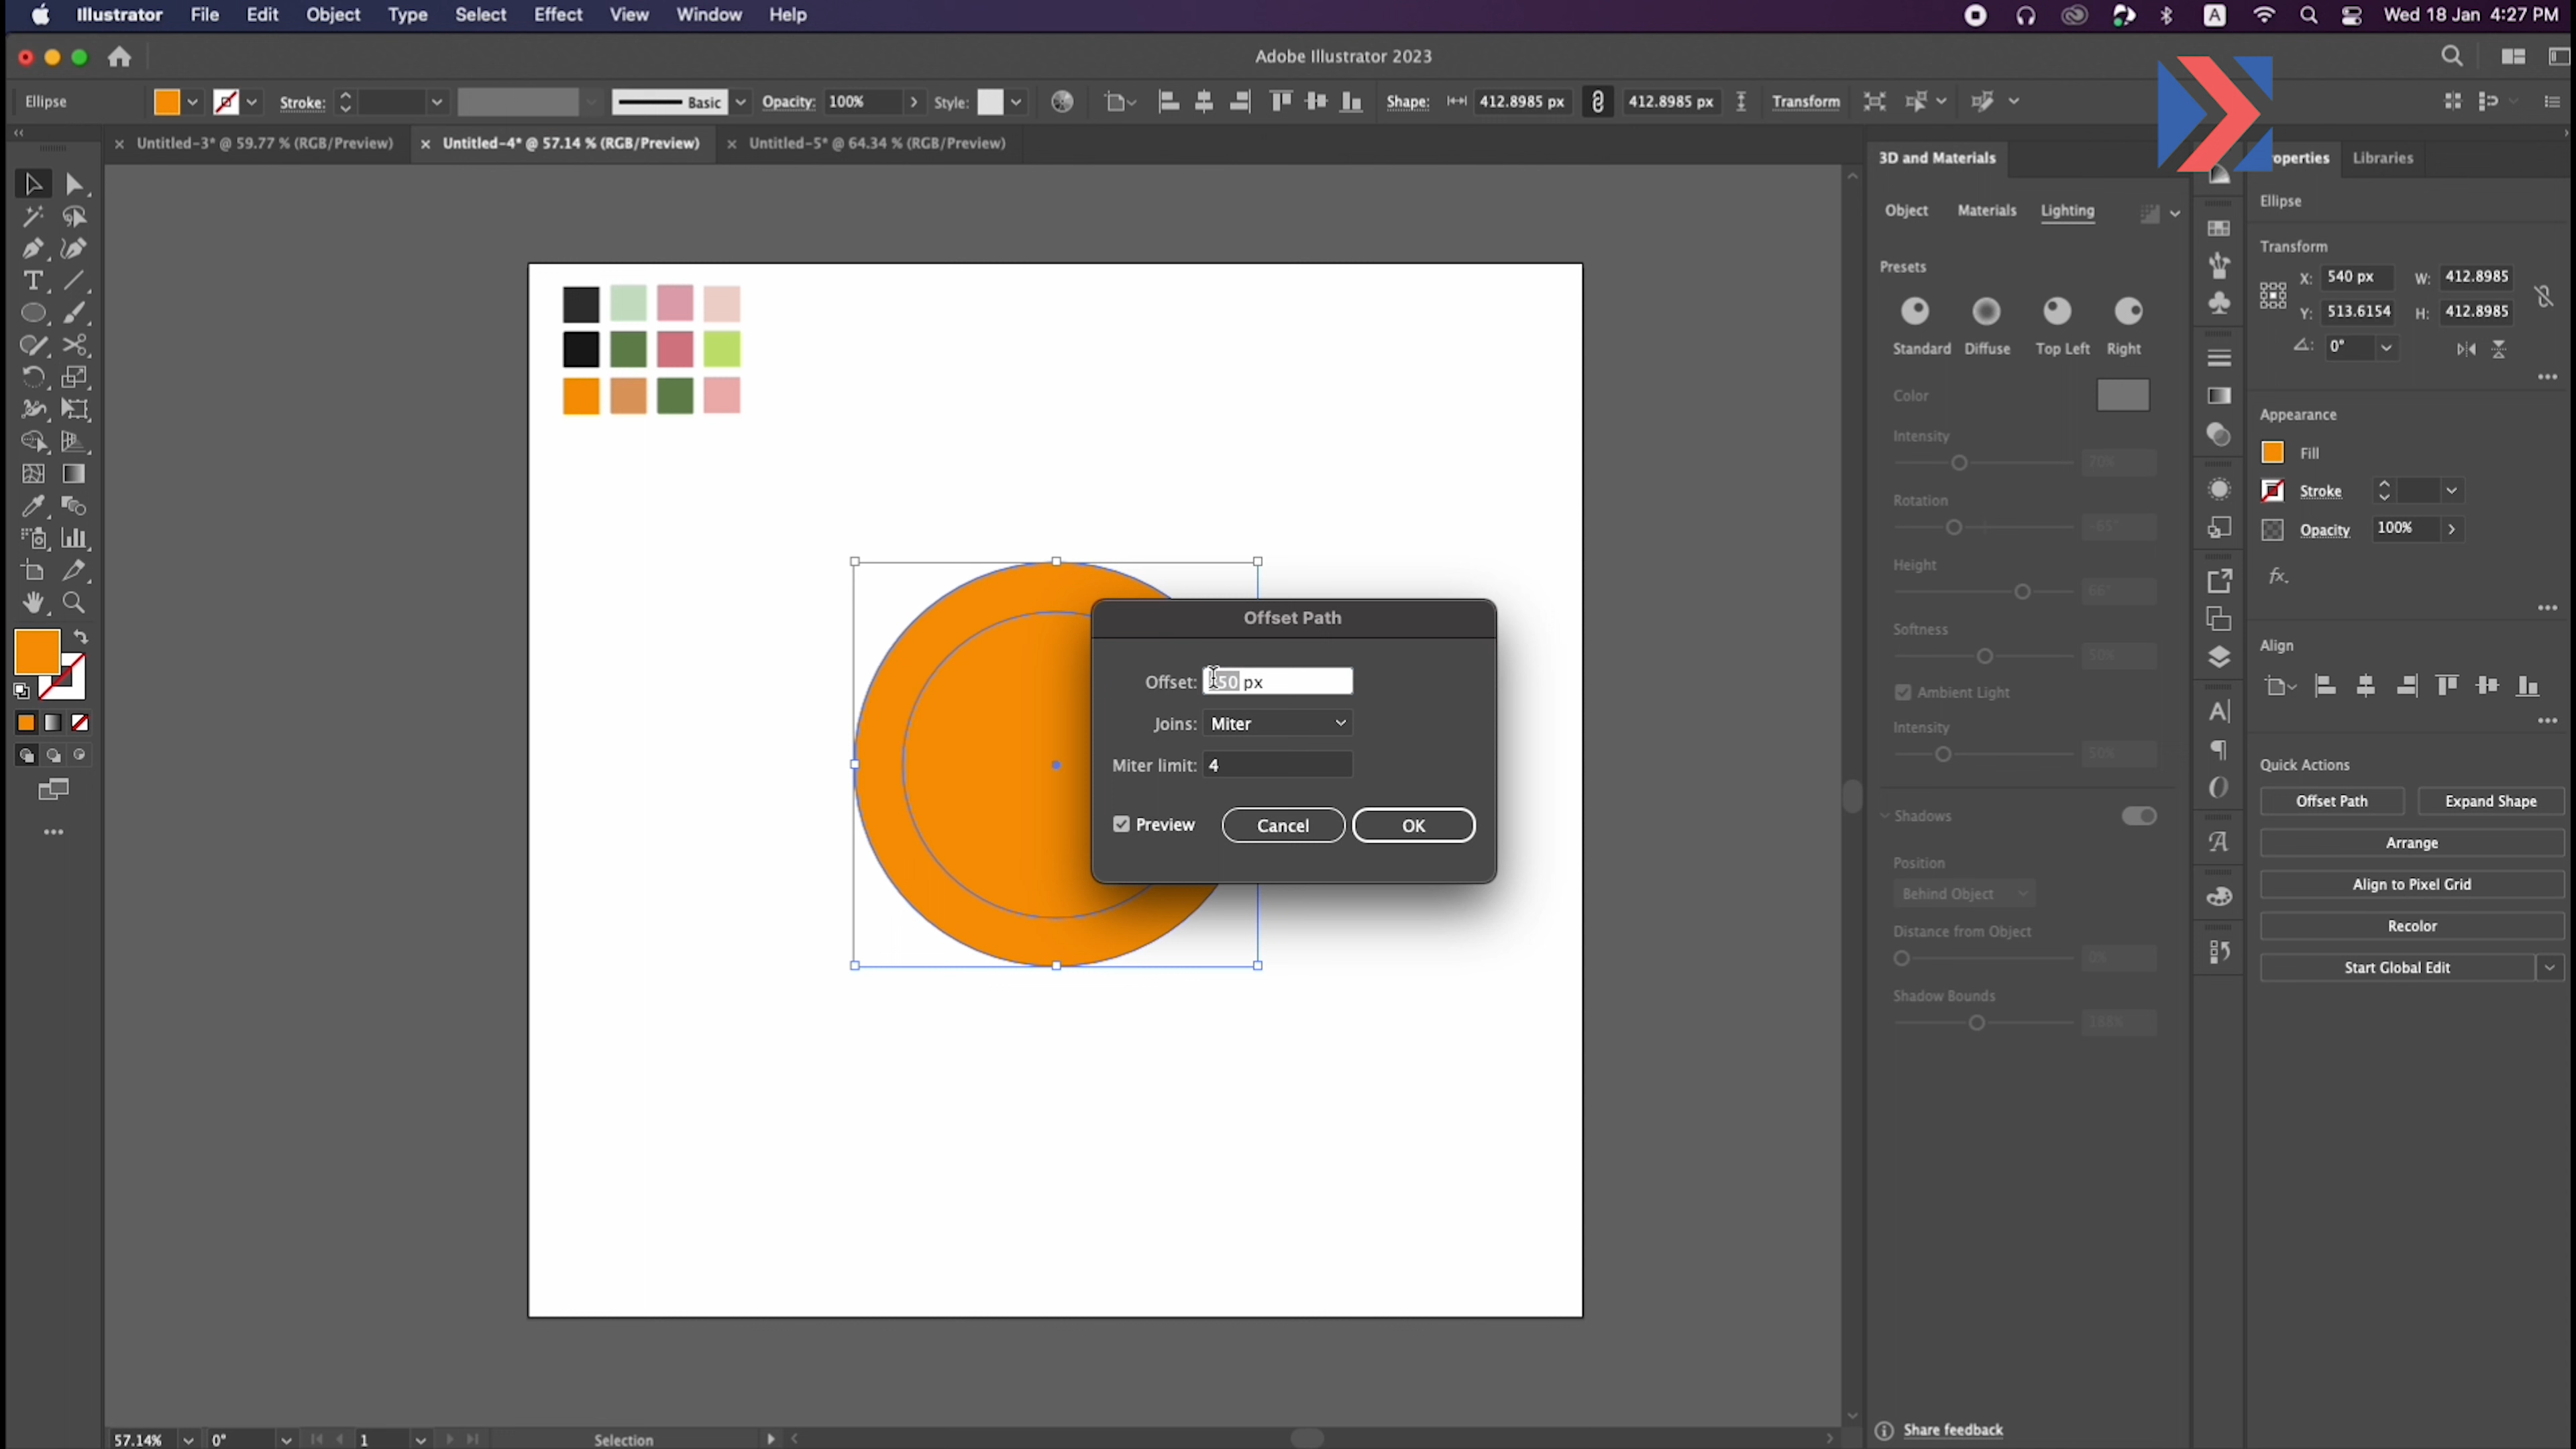 Illustrator File Edit Object Type Select Effect View Window Help
A Wed 18 Jan 4:27 PM
Adobe Illustrator 2023
Ellipse Stroke: Basic Opacity: 100% Style: Shape: 412.8985 px 412.8985 px Transform
Untitled-3* @ 59.77 % (RGB/Preview) Untitled-4* @ 57.14 % (RGB/Preview) Untitled-5* @ 64.34 % (RGB/Preview)
3D and Materials
Object Materials Lighting
Presets
Standard Diffuse Top Left Right
Color
Intensity
70%
Rotation
-65°
Height
66°
Softness
50%
Ambient Light
Intensity
50%
Shadows
Position
Behind Object
Distance from Object
0%
Shadow Bounds
188%
Share feedback
Libraries
Ellipse
Transform
X: 540 px W: 412.8985
Y: 513.6154 H: 412.8985
0°
Appearance
Fill
Stroke
Opacity 100%
fx.
Align
Quick Actions
Offset Path Expand Shape
Arrange
Align to Pixel Grid
Recolor
Start Global Edit
Offset Path
Offset: px
Joins: Miter
Miter limit: 4
Preview Cancel OK
57.14% 0° 1 Selection